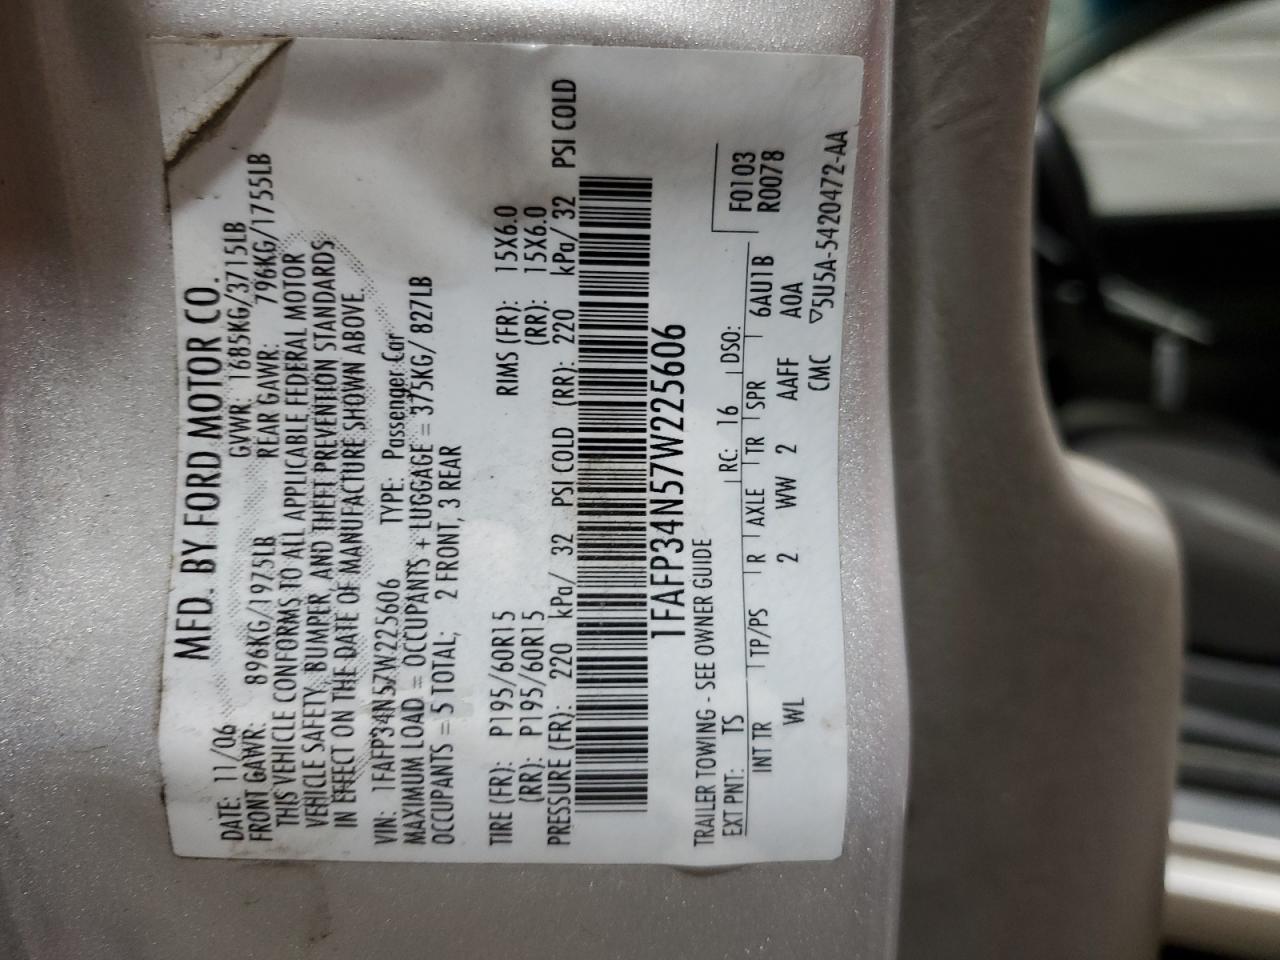 MFD. BY FORD MOTOR CO.
DATE: 11/06 GVWR: 1685KG/3715LB
FRONT GAWR: 896KG/1975LB REAR GAWR: 796KG/1755LB
THIS VEHICLE CONFORMS TO ALL APPLICABLE FEDERAL MOTOR
VEHICLE SAFETY, BUMPER, AND THEFT PREVENTION STANDARDS
IN EFFECT ON THE DATE OF MANUFACTURE SHOWN ABOVE.
VIN: 1FAFP34N57W225606 TYPE: Passenger Car
MAXIMUM LOAD = OCCUPANTS + LUGGAGE = 375KG/ 827LB
OCCUPANTS = 5 TOTAL; 2 FRONT, 3 REAR
TIRE (FR): P195/60R15 RIMS (FR): 15X6.0
(RR): P195/60R15 (RR): 15X6.0
PRESSURE (FR): 220 kPa/ 32 PSI COLD (RR): 220 kPa/ 32 PSI COLD
1FAFP34N57W225606
TRAILER TOWING - SEE OWNER GUIDE
F0103
R0078
EXT PNT: TS RC: 16 DSO:
INT TR TP/PS R AXLE TR SPR 6AU1B
WL 2 WW 2 AAFF A0A
CMC ▽5U5A-5420472-AA